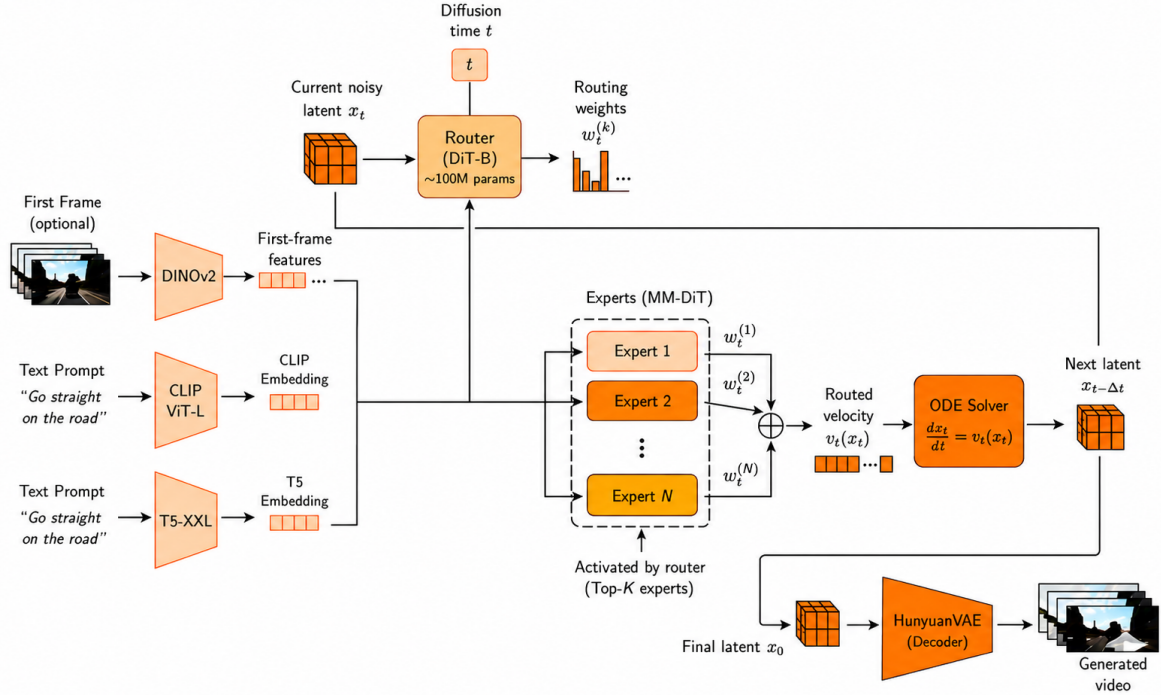 Diffusion
time t
t
Current noisy
latent x_t
Router
(DiT-B)
~100M params
Routing
weights
w_t^{(k)}
...
First Frame
(optional)
DINOv2
First-frame
features
...
Text Prompt
"Go straight
on the road"
CLIP
ViT-L
CLIP
Embedding
Text Prompt
"Go straight
on the road"
T5-XXL
T5
Embedding
Experts (MM-DiT)
Expert 1
Expert 2
⋮
Expert N
w_t^{(1)}
w_t^{(2)}
w_t^{(N)}
Activated by router
(Top-K experts)
Routed
velocity
v_t(x_t)
...
ODE Solver
dx_t/dt = v_t(x_t)
Next latent
x_{t-Δt}
Final latent x_0
HunyuanVAE
(Decoder)
Generated
video